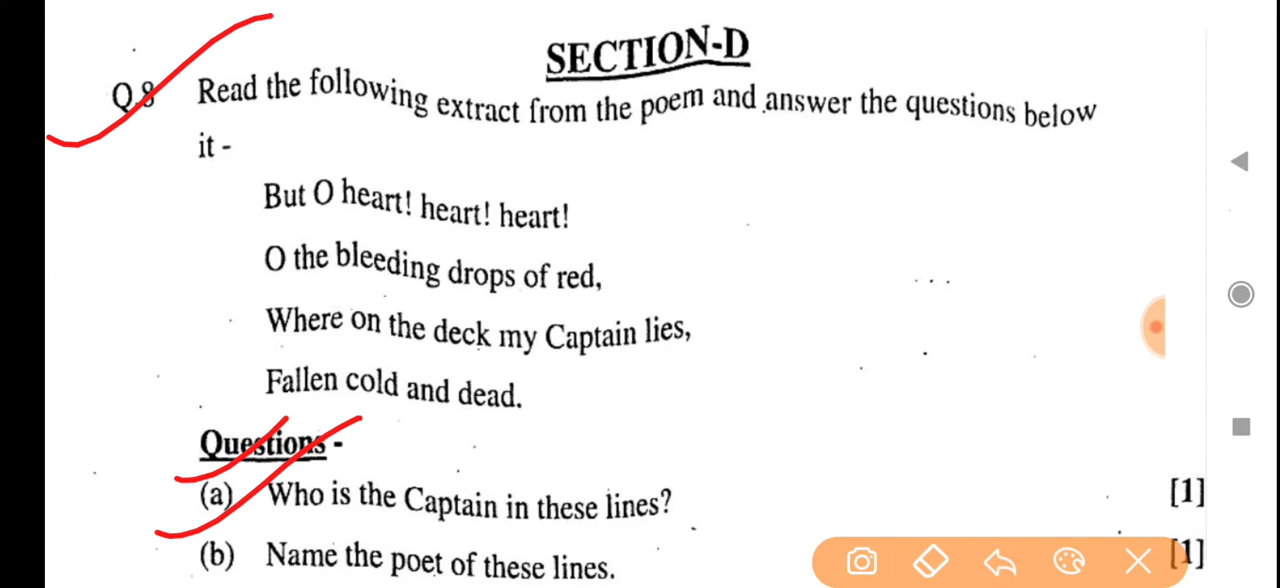 SECTION-D
Q.8 Read the following extract from the poem and answer the questions below
it -
But O heart! heart! heart!
O the bleeding drops of red,
Where on the deck my Captain lies,
Fallen cold and dead.
Questions -
(a) Who is the Captain in these lines? [1]
(b) Name the poet of these lines. [1]